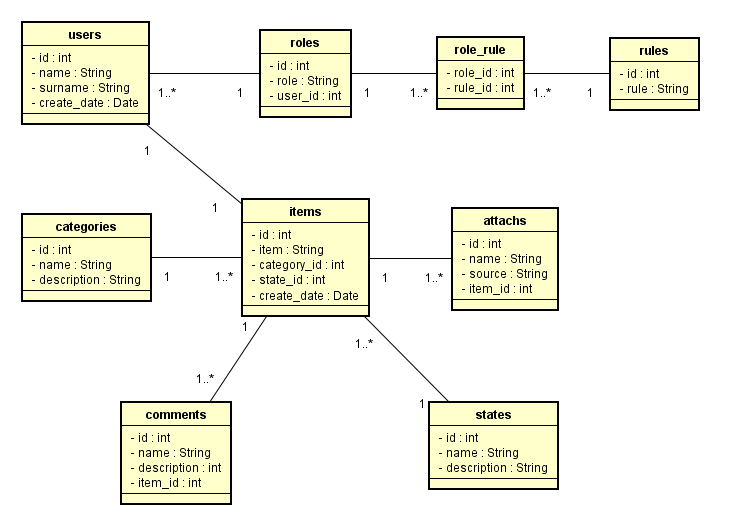 users
- id : int
- name : String
- surname : String
- create_date : Date
roles
- id : int
- role : String
- user_id : int
role_rule
- role_id : int
- rule_id : int
rules
- id : int
- rule : String
1..*
1
1
1..*
1..*
1
1
1
categories
- id : int
- name : String
- description : String
items
- id : int
- item : String
- category_id : int
- state_id : int
- create_date : Date
attachs
- id : int
- name : String
- source : String
- item_id : int
1
1..*
1
1..*
1
1..*
1..*
1
comments
- id : int
- name : String
- description : int
- item_id : int
states
- id : int
- name : String
- description : String